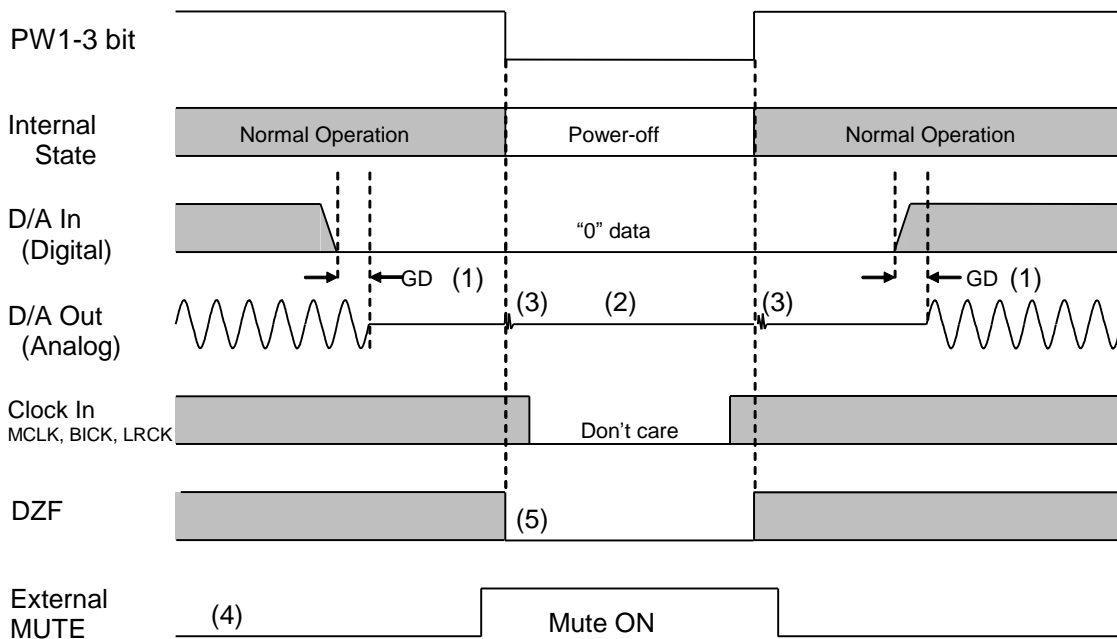 PW1-3 bit
Internal
State
Normal Operation
Power-off
Normal Operation
D/A In
(Digital)
“0” data
GD
(1)
GD
(1)
D/A Out
(Analog)
(3)
(2)
(3)
Clock In
MCLK, BICK, LRCK
Don’t care
DZF
(5)
External
MUTE
(4)
Mute ON